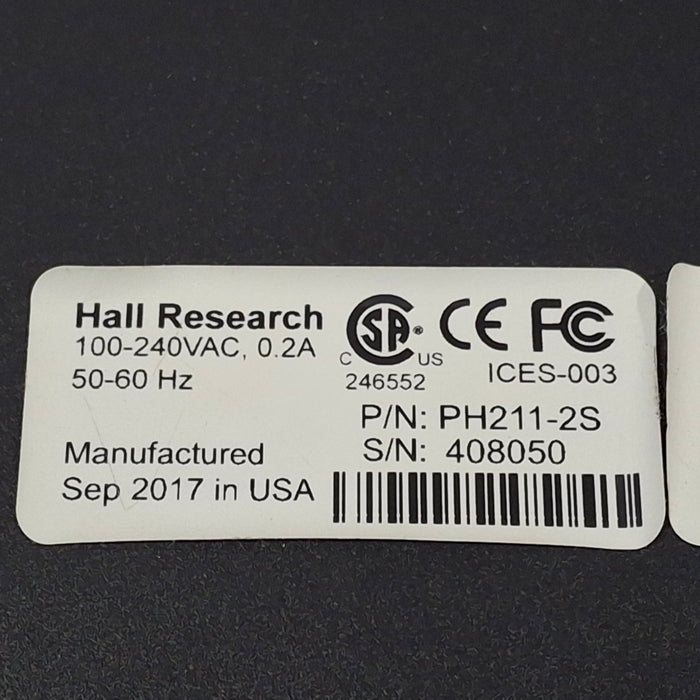 Hall Research
100-240VAC, 0.2A
50-60 Hz
Manufactured
Sep 2017 in USA
C SA US
246552
CE FC
ICES-003
P/N: PH211-2S
S/N: 408050